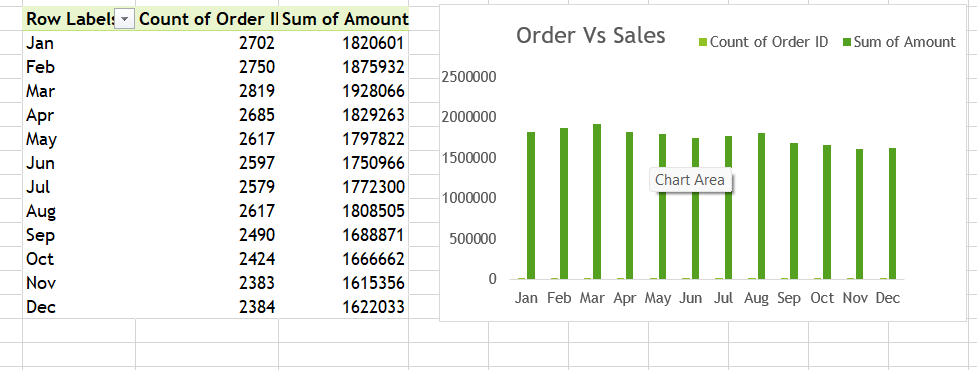 Row Labels Count of Order I Sum of Amount
Jan 2702 1820601
Feb 2750 1875932
Mar 2819 1928066
Apr 2685 1829263
May 2617 1797822
Jun 2597 1750966
Jul 2579 1772300
Aug 2617 1808505
Sep 2490 1688871
Oct 2424 1666662
Nov 2383 1615356
Dec 2384 1622033
Order Vs Sales
Count of Order ID Sum of Amount
2500000
2000000
1500000
Chart Area
1000000
500000
0
Jan Feb Mar Apr May Jun Jul Aug Sep Oct Nov Dec